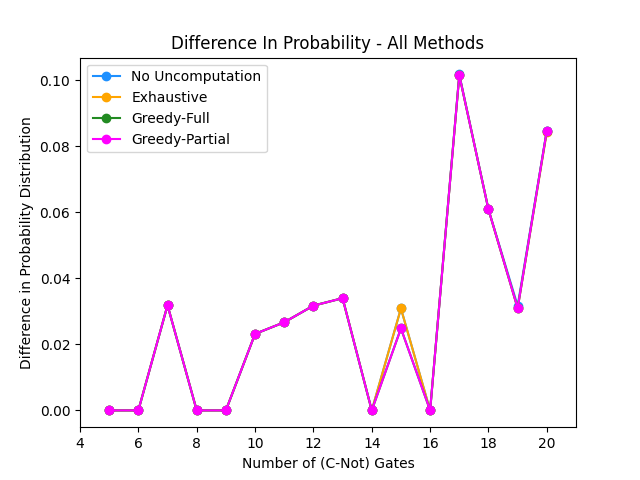 Difference In Probability - All Methods
No Uncomputation
Exhaustive
Greedy-Full
Greedy-Partial
Difference in Probability Distribution
0.10
0.08
0.06
0.04
0.02
0.00
4 6 8 10 12 14 16 18 20
Number of (C-Not) Gates